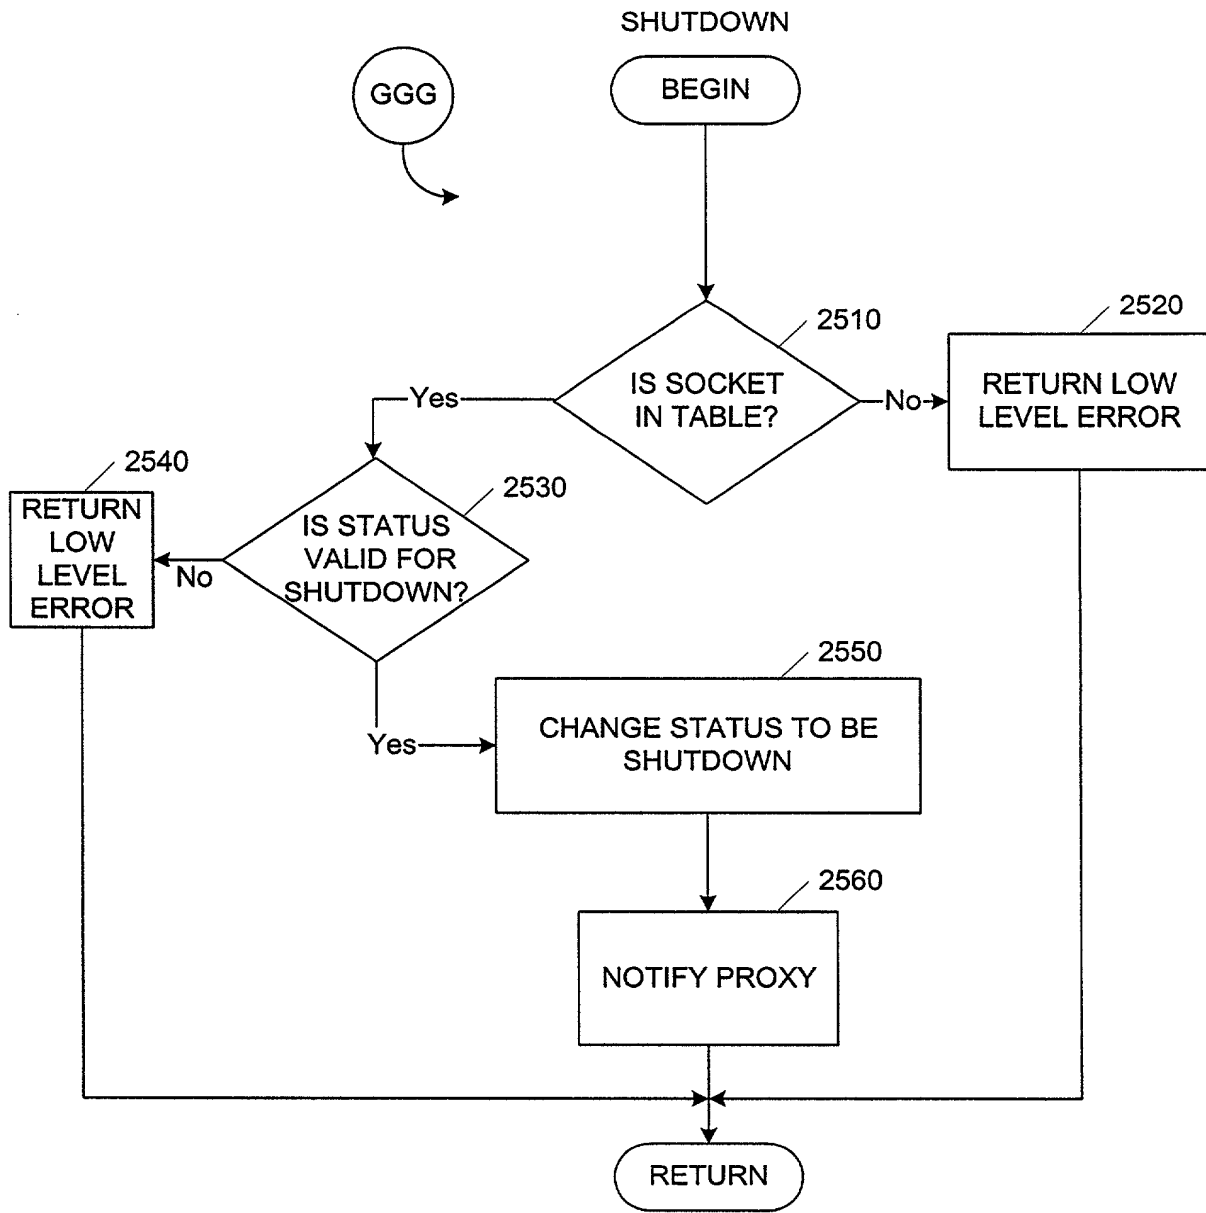 SHUTDOWN
GGG
BEGIN
2510
2520
IS SOCKET
IN TABLE?
Yes
No
RETURN LOW
LEVEL ERROR
2540
2530
RETURN
LOW
LEVEL
ERROR
IS STATUS
VALID FOR
SHUTDOWN?
No
2550
Yes
CHANGE STATUS TO BE
SHUTDOWN
2560
NOTIFY PROXY
RETURN